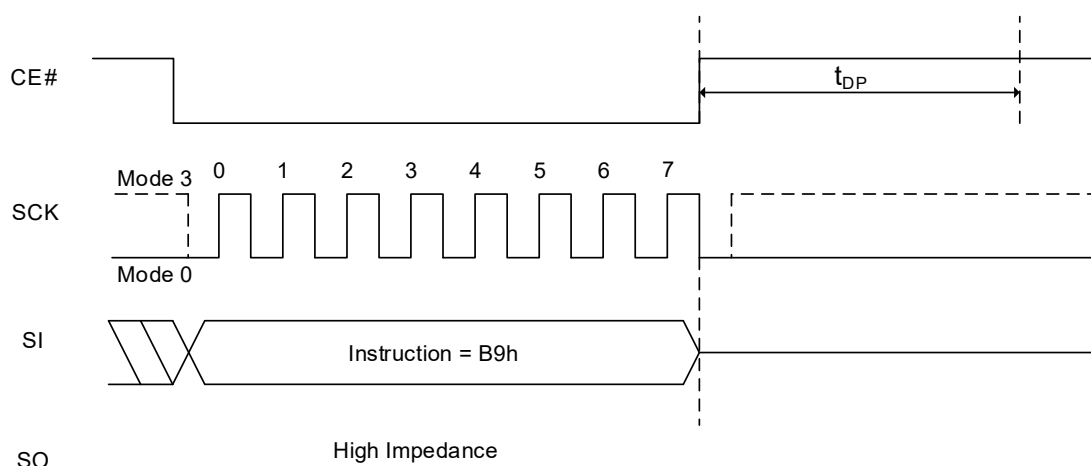 CE#
tDP
0 1 2 3 4 5 6 7
Mode 3
SCK
Mode 0
SI
Instruction = B9h
High Impedance
SO